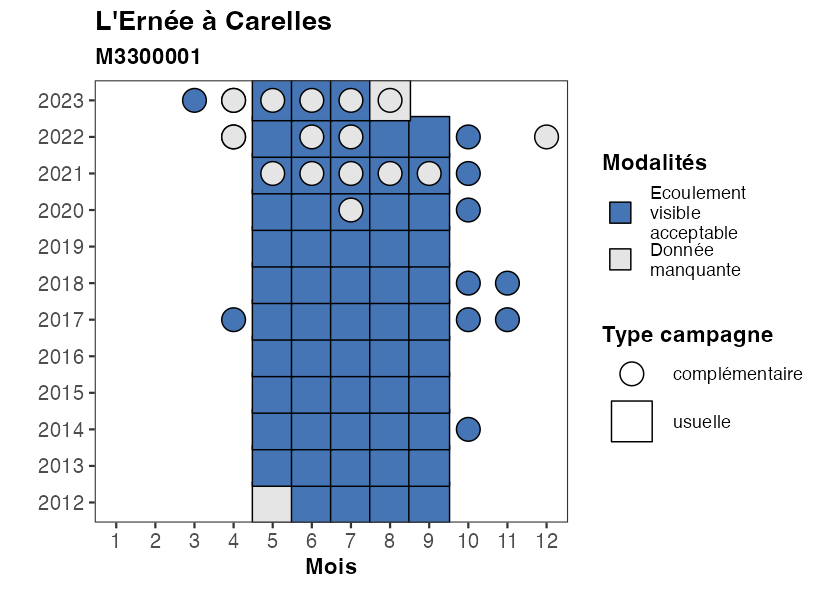 L'Ernée à Carelles
M3300001
2023
2022
2021
2020
2019
2018
2017
2016
2015
2014
2013
2012
1 2 3 4 5 6 7 8 9 10 11 12
Mois
Modalités
Ecoulement
visible
acceptable
Donnée
manquante
Type campagne
complémentaire
usuelle